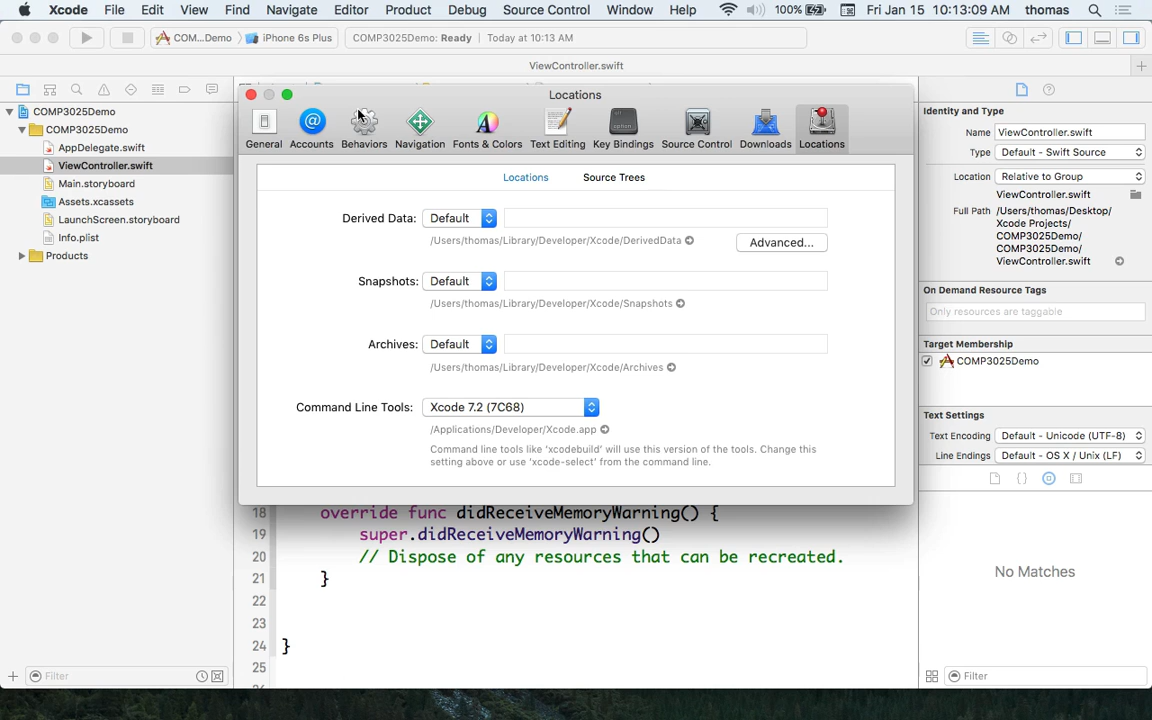 Xcode File Edit View Find Navigate Editor Product Debug Source Control Window Help 100% Fri Jan 15 10:13:09 AM thomas
COM...Demo iPhone 6s Plus COMP3025Demo: Ready Today at 10:13 AM
ViewController.swift
COMP3025Demo
COMP3025Demo
AppDelegate.swift
ViewController.swift
Main.storyboard
Assets.xcassets
LaunchScreen.storyboard
Info.plist
Products
Filter
Locations
General Accounts Behaviors Navigation Fonts & Colors Text Editing Key Bindings Source Control Downloads Locations
Locations Source Trees
Derived Data: Default
/Users/thomas/Library/Developer/Xcode/DerivedData
Advanced...
Snapshots: Default
/Users/thomas/Library/Developer/Xcode/Snapshots
Archives: Default
/Users/thomas/Library/Developer/Xcode/Archives
Command Line Tools: Xcode 7.2 (7C68)
/Applications/Developer/Xcode.app
Command line tools like 'xcodebuild' will use this version of the tools. Change this
setting above or use 'xcode-select' from the command line.
18 override func didReceiveMemoryWarning() {
19 super.didReceiveMemoryWarning()
20 // Dispose of any resources that can be recreated.
21 }
22
23
24 }
25
Identity and Type
Name ViewController.swift
Type Default - Swift Source
Location Relative to Group
ViewController.swift
Full Path /Users/thomas/Desktop/
Xcode Projects/
COMP3025Demo/
COMP3025Demo/
ViewController.swift
On Demand Resource Tags
Only resources are taggable
Target Membership
COMP3025Demo
Text Settings
Text Encoding Default - Unicode (UTF-8)
Line Endings Default - OS X / Unix (LF)
No Matches
Filter